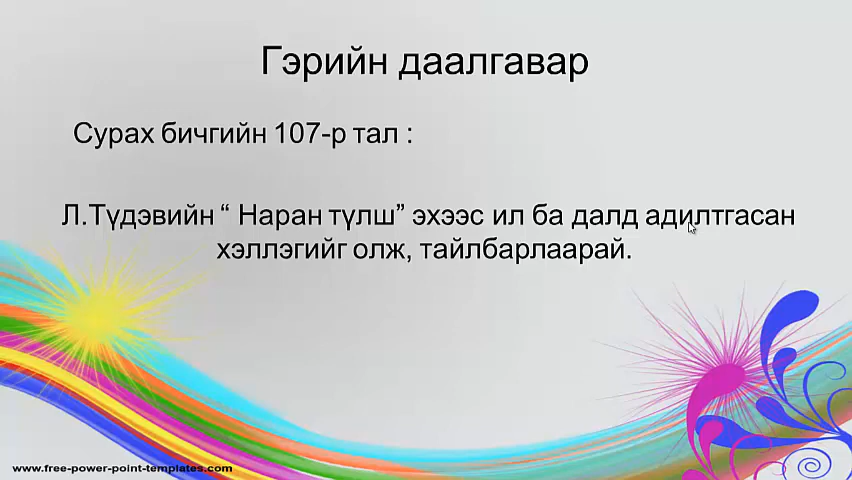 Гэрийн даалгавар
Сурах бичгийн 107-р тал :
Л.Түдэвийн “ Наран түлш” эхээс ил ба далд адилтгасан
хэллэгийг олж, тайлбарлаарай.
www.free-power-point-templates.com